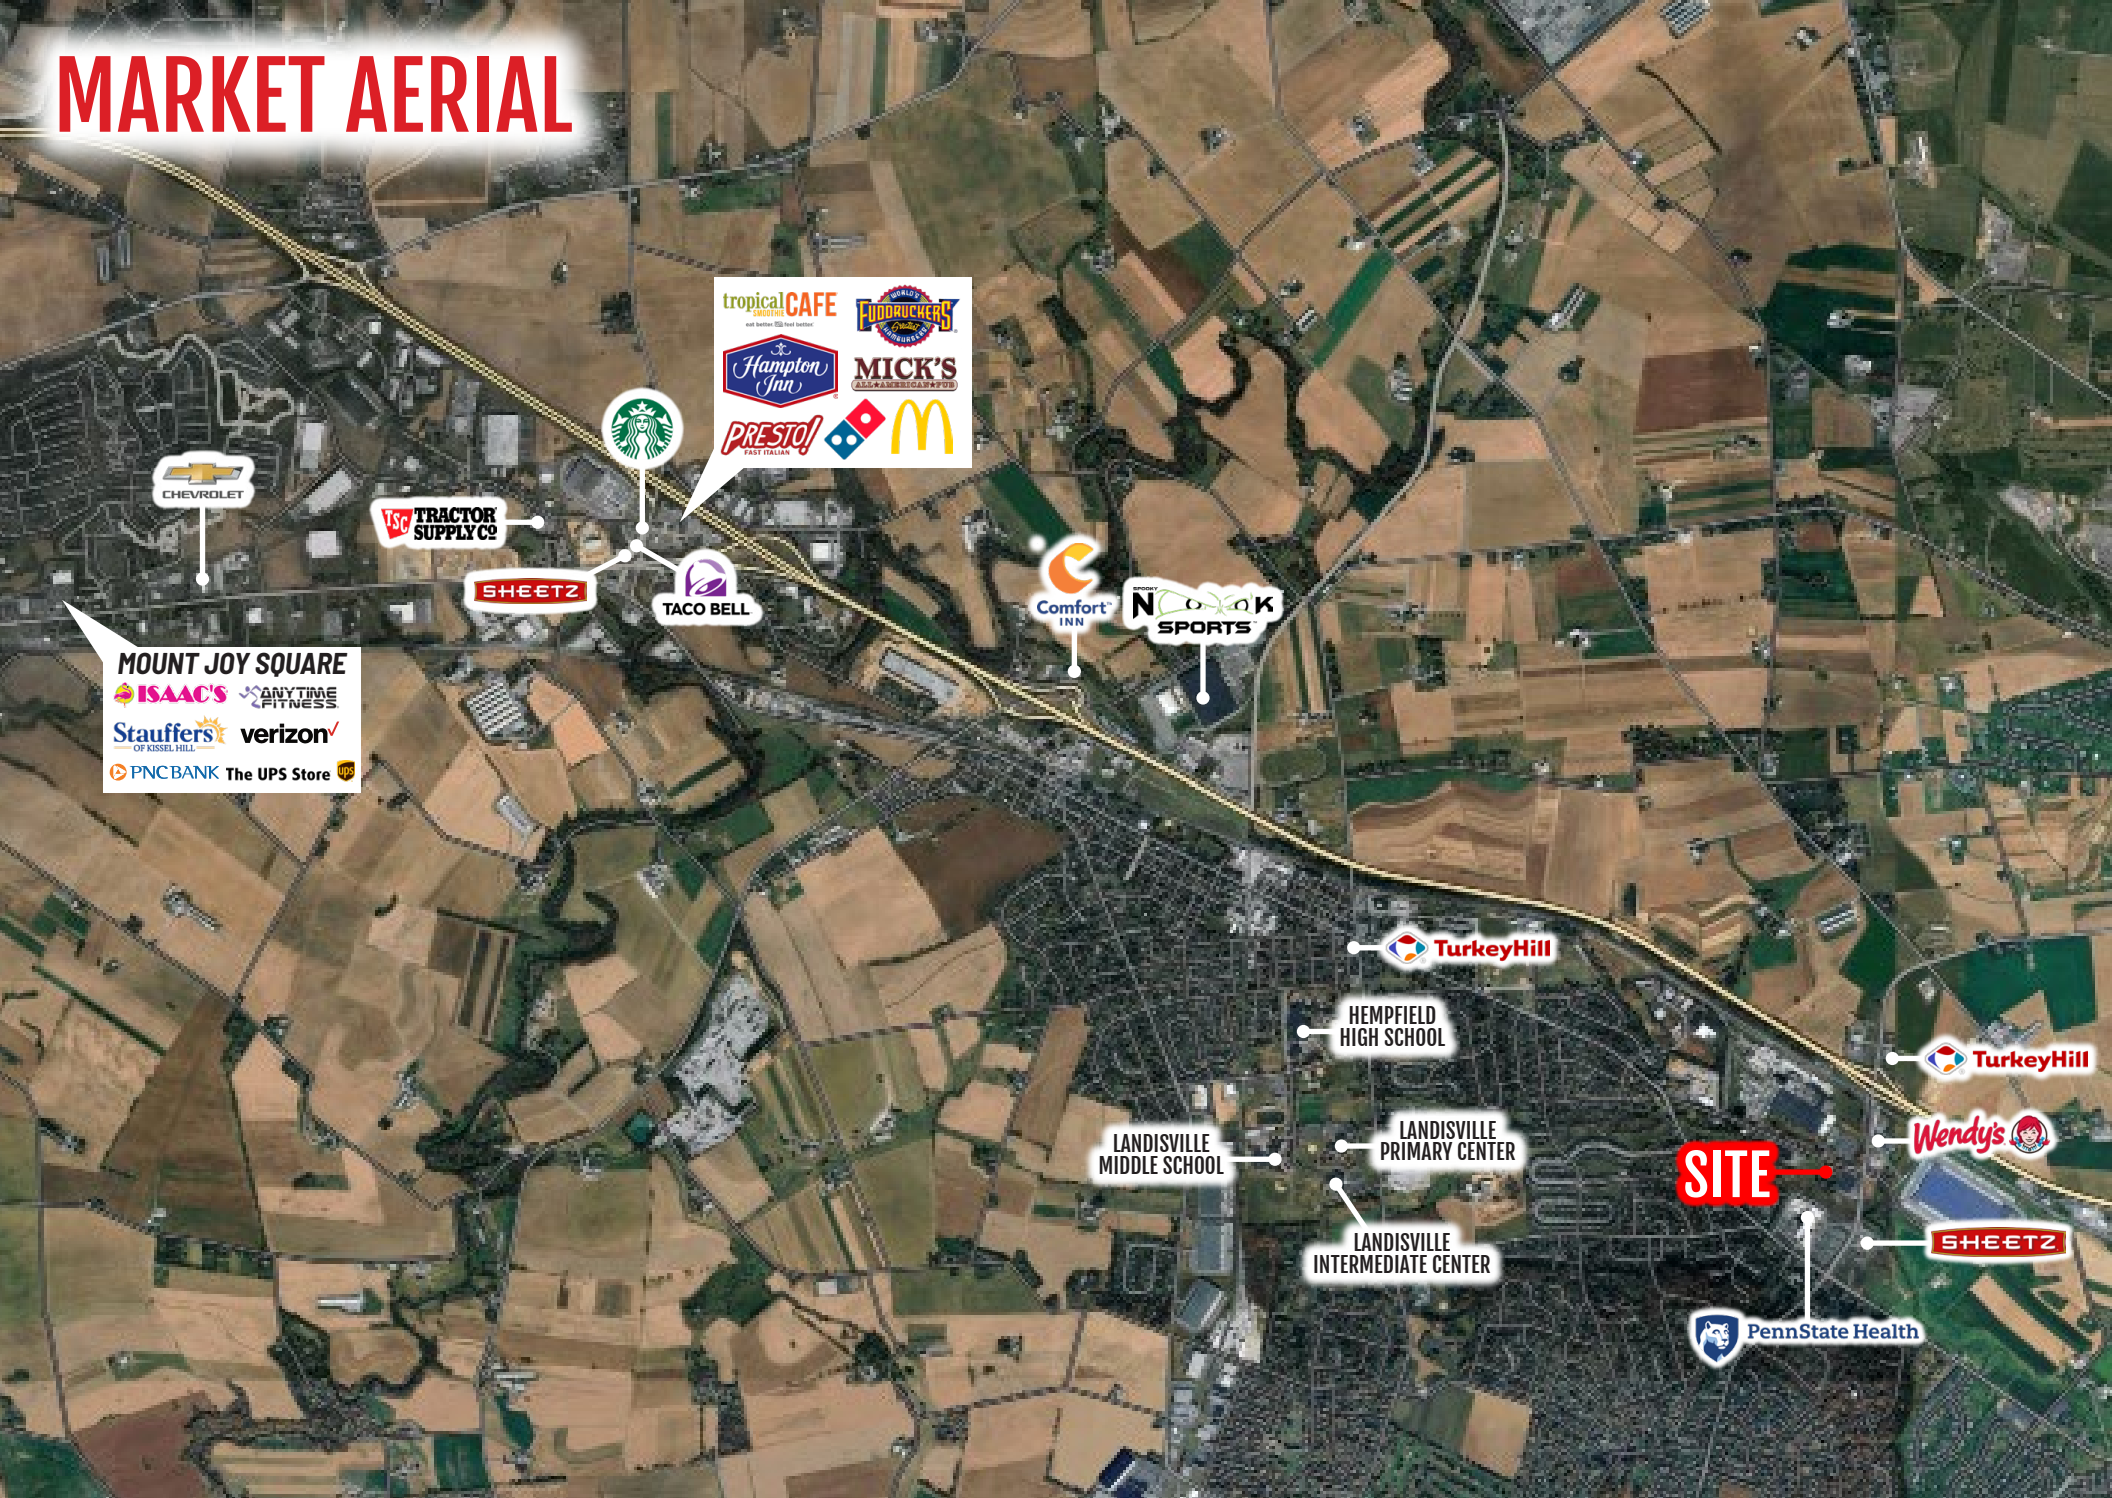 MARKET AERIAL
tropical CAFE
SMOOTHIE
eat better. feel better.
WORLD'S
FUDDRUCKERS
Greatest
HAMBURGERS
Hampton
Inn
MICK'S
ALL★AMERICAN★PUB
PRESTO!
FAST ITALIAN
CHEVROLET
TSC TRACTOR
SUPPLY CO
SHEETZ
TACO BELL
Comfort
INN
SPOOKY
NOOK
SPORTS
MOUNT JOY SQUARE
ISAAC'S
ANYTIME
FITNESS
Stauffers
OF KISSEL HILL
verizon
PNC BANK
The UPS Store
ups
TurkeyHill
HEMPFIELD
HIGH SCHOOL
TurkeyHill
Wendy's
LANDISVILLE
MIDDLE SCHOOL
LANDISVILLE
PRIMARY CENTER
SITE
LANDISVILLE
INTERMEDIATE CENTER
SHEETZ
PennState Health